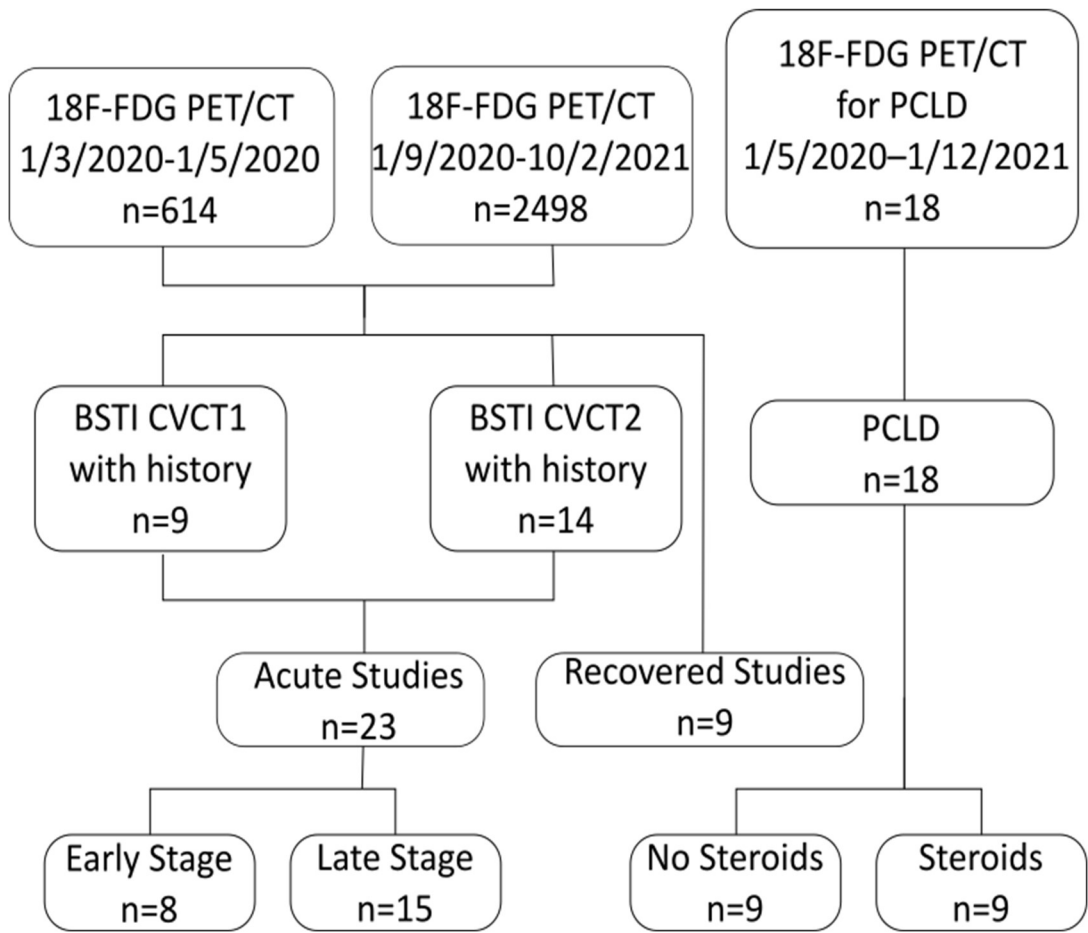 18F-FDG PET/CT
1/3/2020-1/5/2020
n=614
18F-FDG PET/CT
1/9/2020-10/2/2021
n=2498
18F-FDG PET/CT
for PCLD
1/5/2020–1/12/2021
n=18
BSTI CVCT1
with history
n=9
BSTI CVCT2
with history
n=14
PCLD
n=18
Acute Studies
n=23
Recovered Studies
n=9
Early Stage
n=8
Late Stage
n=15
No Steroids
n=9
Steroids
n=9